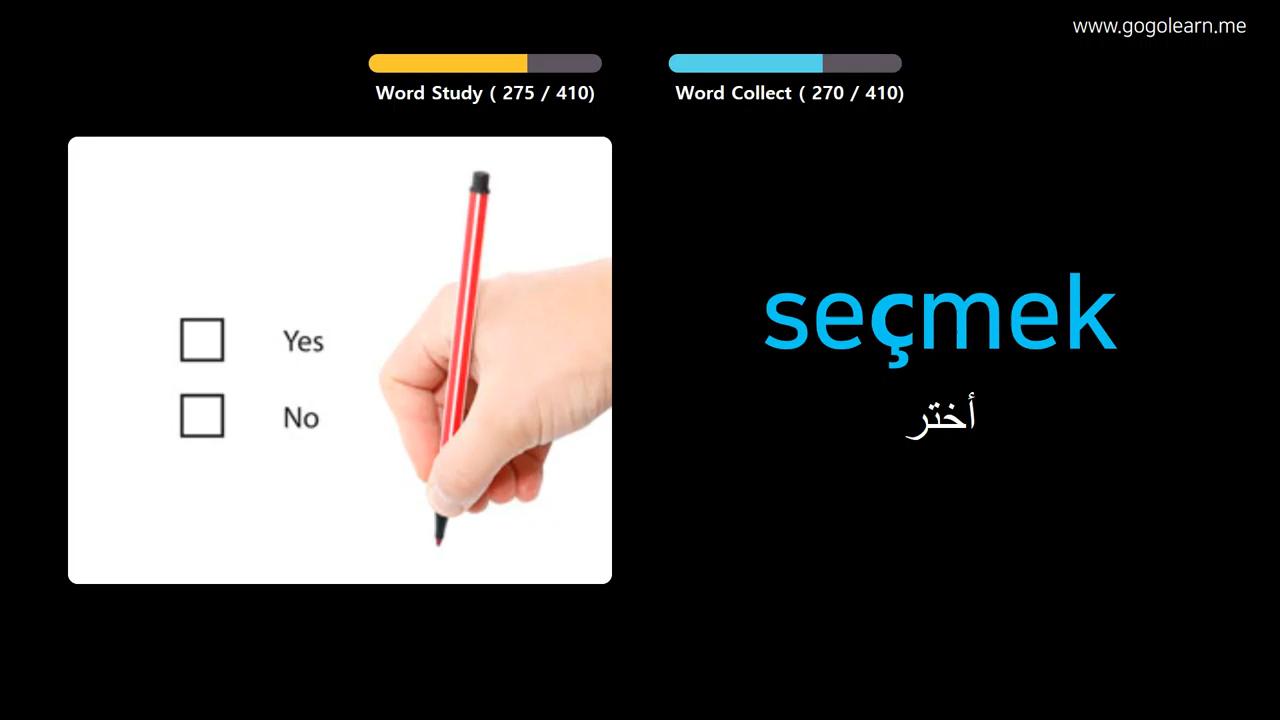 www.gogolearn.me
Word Study ( 275 / 410)
Word Collect ( 270 / 410)
Yes
No
seçmek
أختر